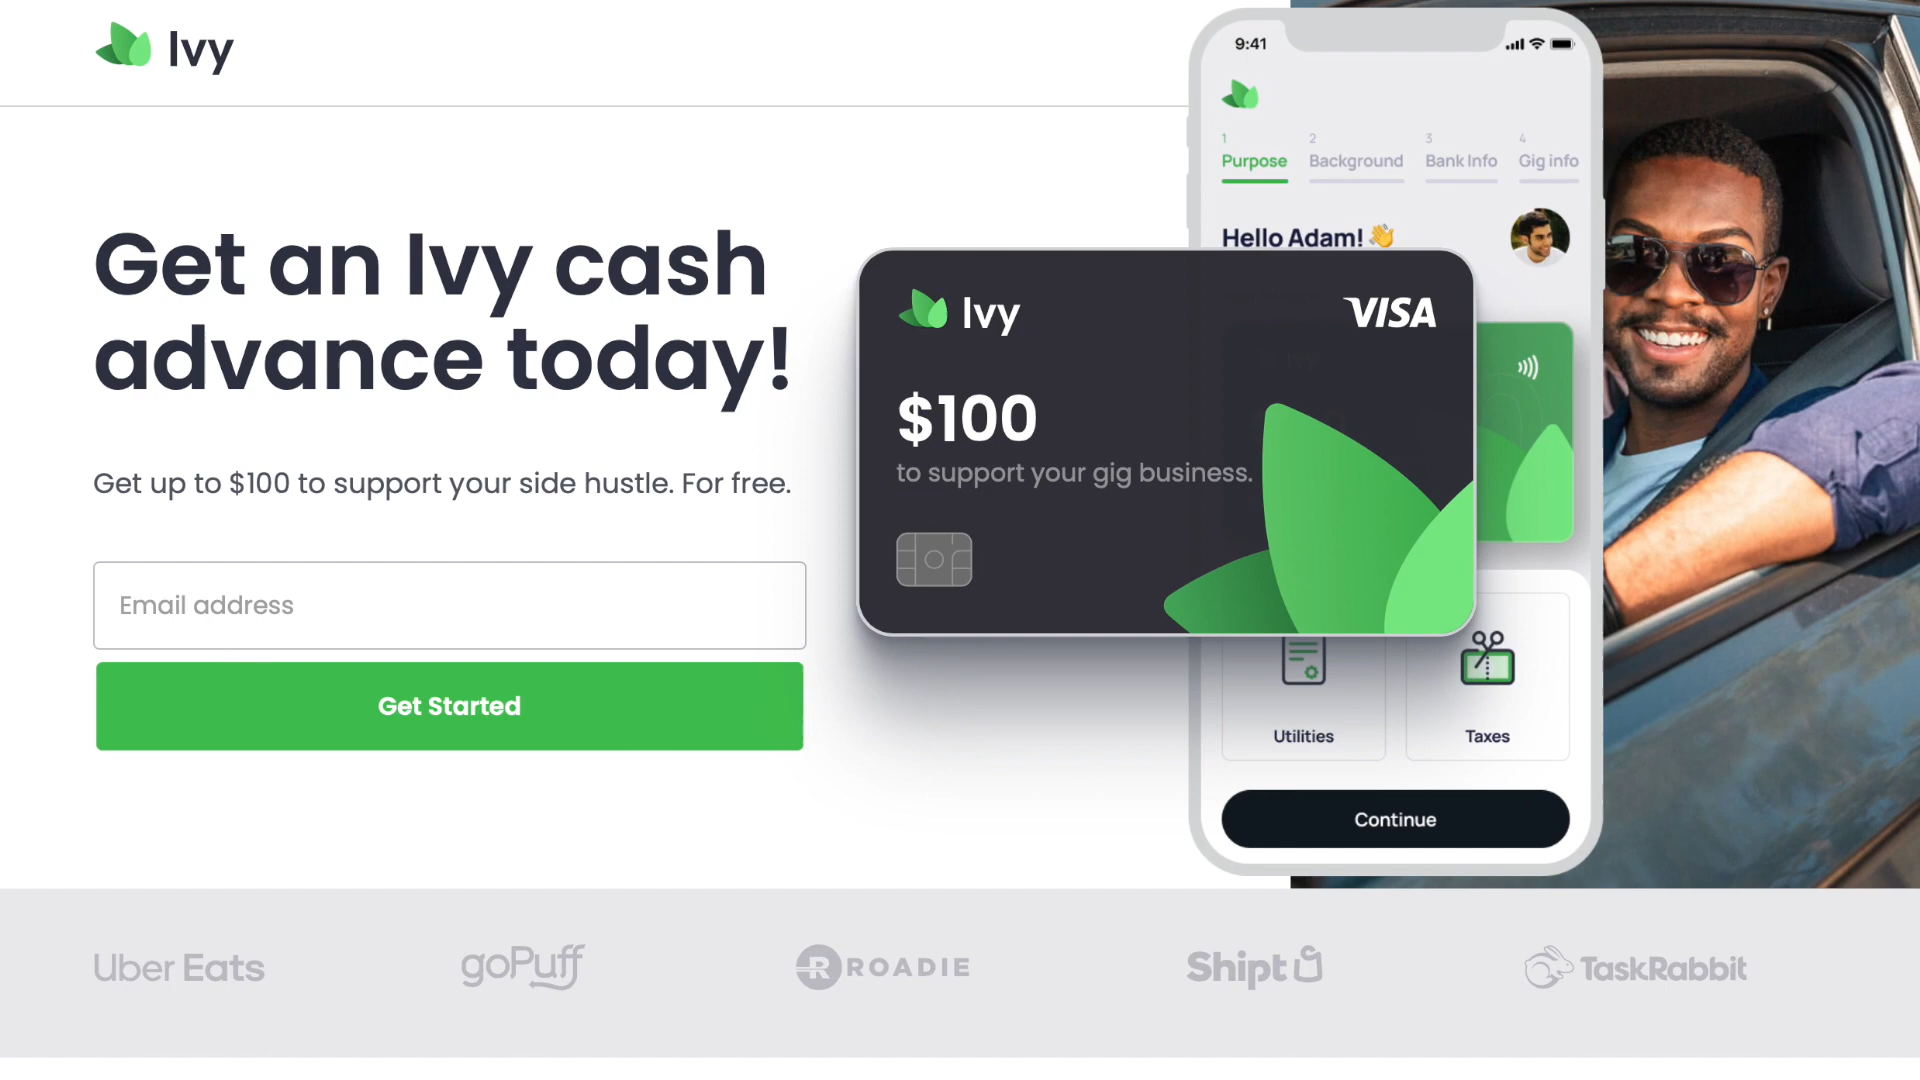 Ivy
Get an Ivy cash
advance today!
Get up to $100 to support your side hustle. For free.
Email address
Get Started
9:41
1
Purpose
2
Background
3
Bank Info
4
Gig info
Hello Adam! 👋
Ivy
VISA
$100
to support your gig business.
Utilities
Taxes
Continue
Uber Eats
goPuff
ROADIE
Shipt
TaskRabbit